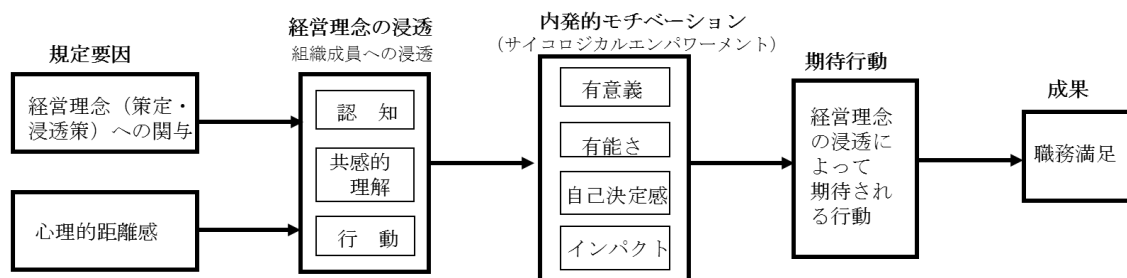 規定要因
経営理念（策定・
浸透策）への関与
心理的距離感
経営理念の浸透
組織成員への浸透
認　知
共感的
理解
行　動
内発的モチベーション
（サイコロジカルエンパワーメント）
有意義
有能さ
自己決定感
インパクト
期待行動
経営理念
の浸透に
よって
期待され
る行動
成果
職務満足